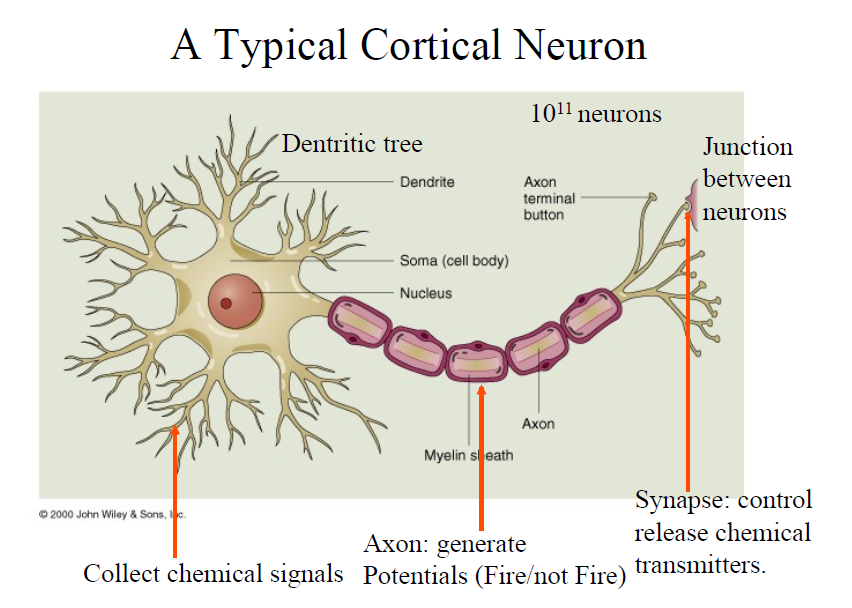 A Typical Cortical Neuron
10¹¹ neurons
Dentritic tree
Junction
between
neurons
Dendrite
Axon
terminal
button
Soma (cell body)
Nucleus
Axon
Myelin sheath
© 2000 John Wiley & Sons, Inc.
Synapse: control
release chemical
transmitters.
Axon: generate
Potentials (Fire/not Fire)
Collect chemical signals